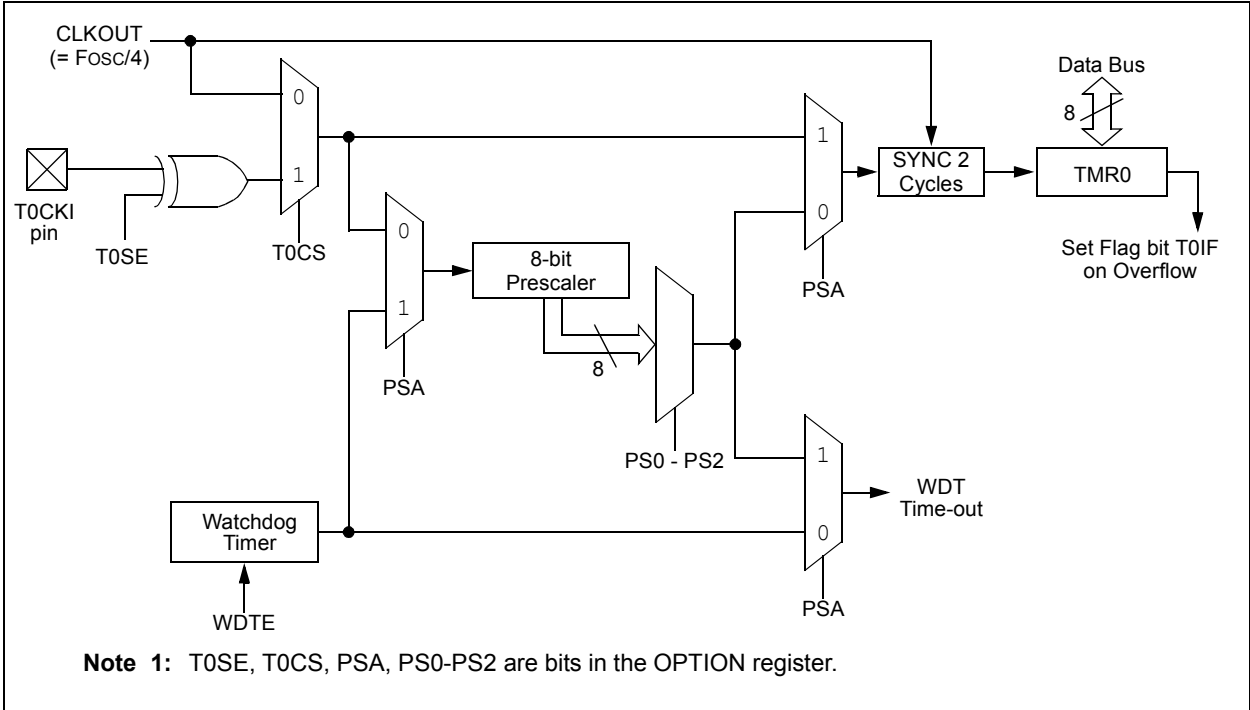 CLKOUT
(= FOSC/4)
Data Bus
8
0
1
1
0
SYNC 2
Cycles
TMR0
T0CKI
pin
T0SE
T0CS
0
1
8-bit
Prescaler
8
PSA
PS0 - PS2
PSA
Set Flag bit T0IF
on Overflow
Watchdog
Timer
WDTE
1
0
WDT
Time-out
PSA
Note 1: T0SE, T0CS, PSA, PS0-PS2 are bits in the OPTION register.